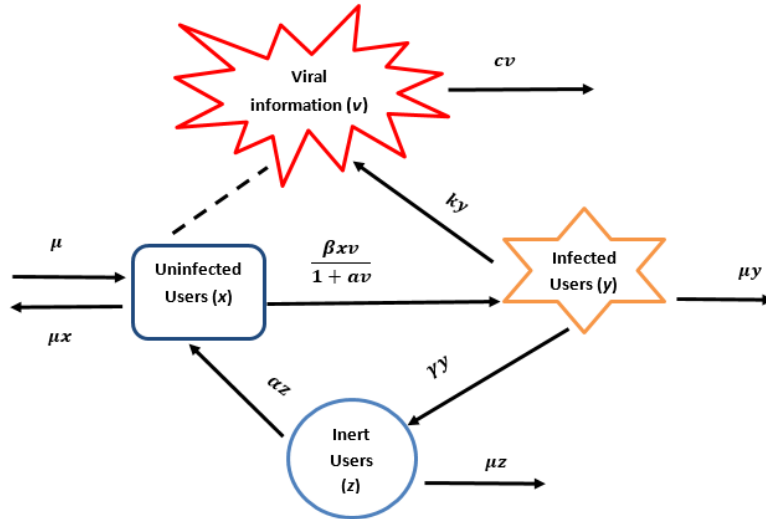 Viral
information (v)
cv
ky
μ
Uninfected
Users (x)
βxv
1 + av
Infected
Users (y)
μy
μx
αz
γy
Inert
Users
(z)
μz